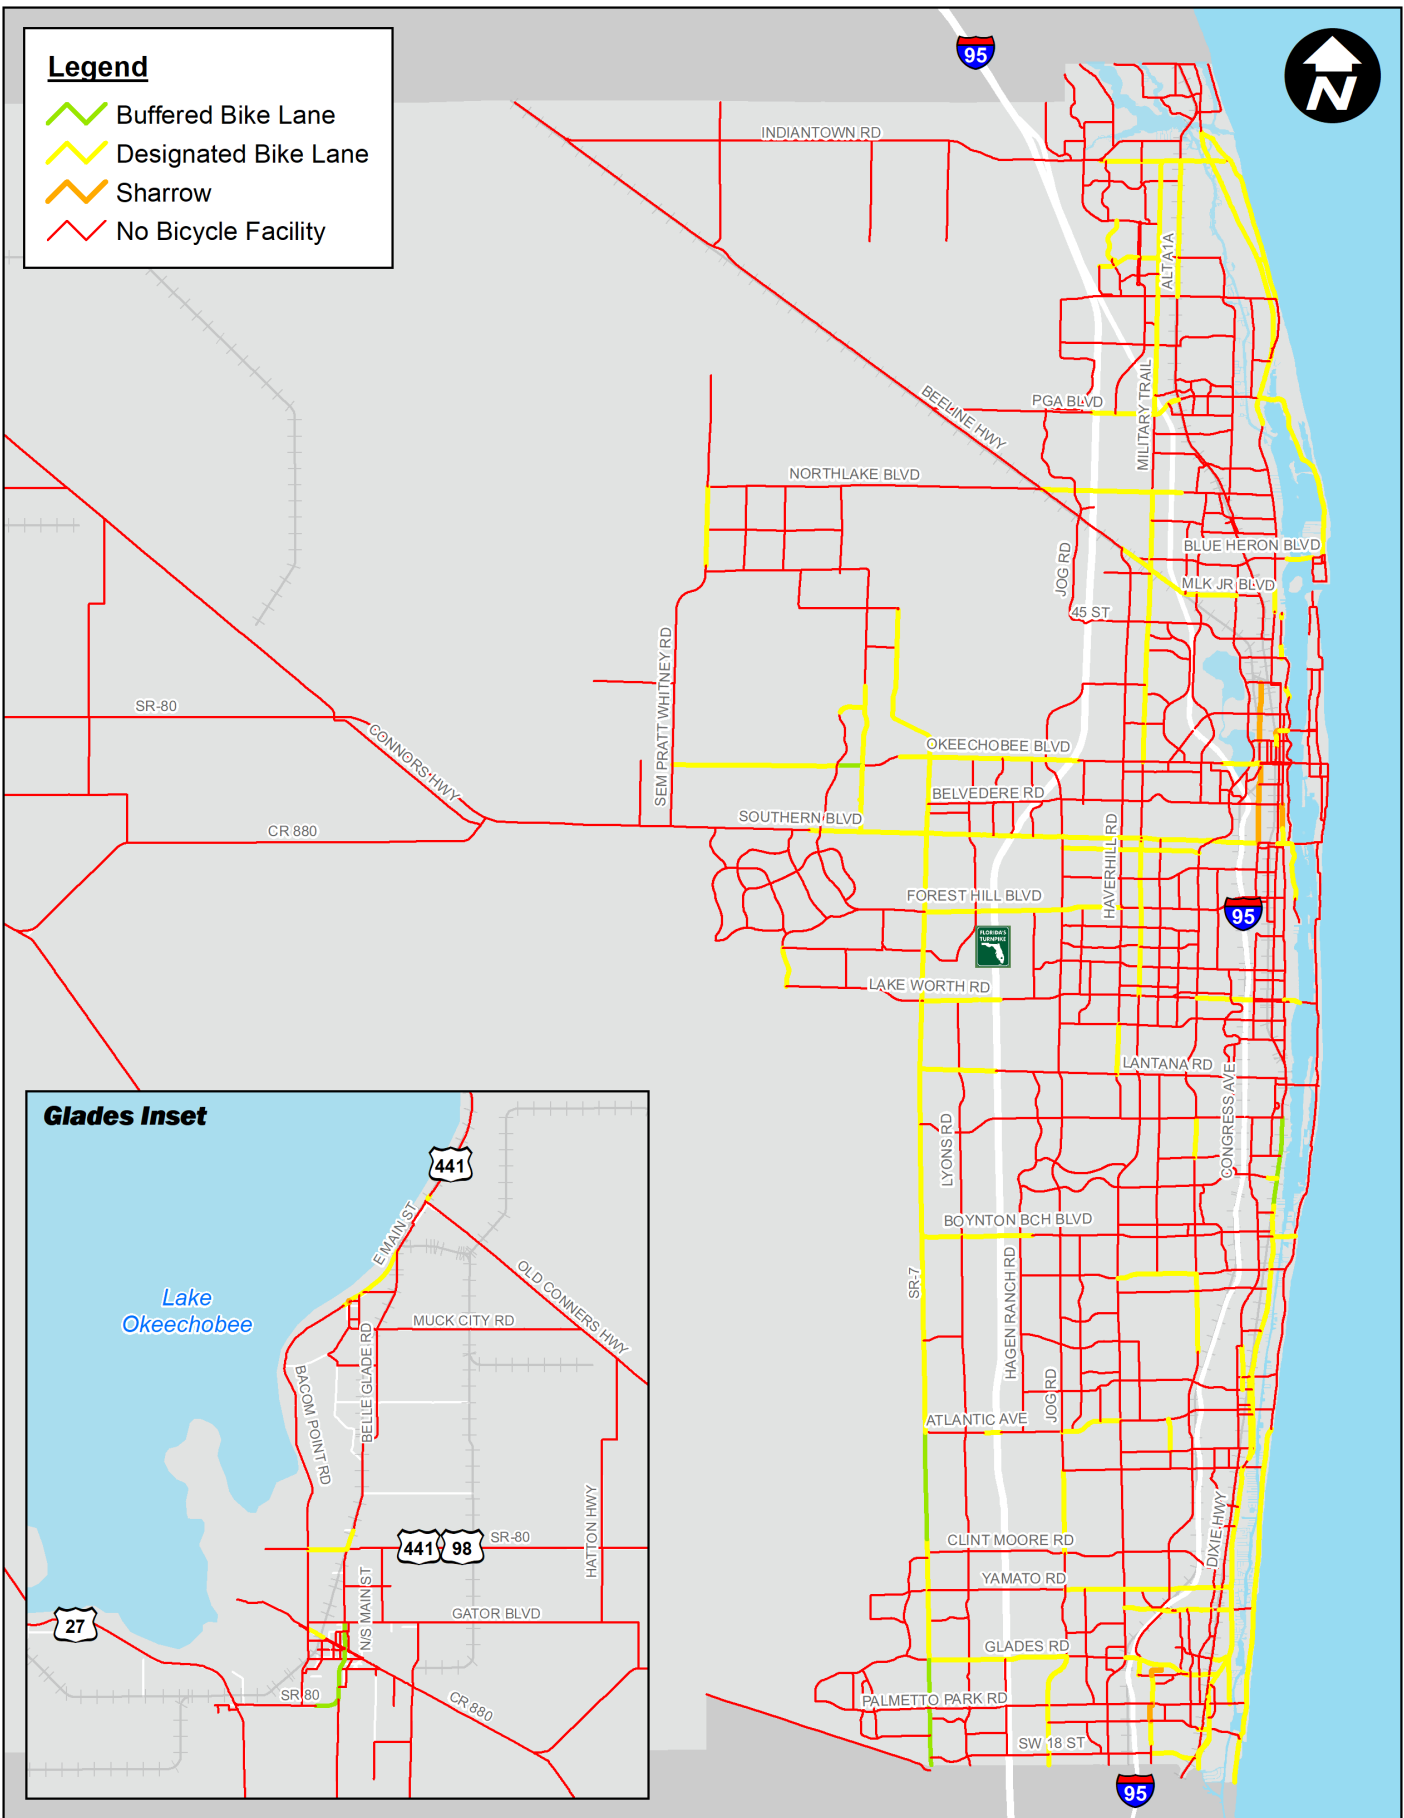 Legend
Buffered Bike Lane
Designated Bike Lane
Sharrow
No Bicycle Facility
95
N
INDIANTOWN RD
ALT A1A
MILITARY TRAIL
PGA BLVD
BEELINE HWY
NORTHLAKE BLVD
JOG RD
BLUE HERON BLVD
MLK JR BLVD
45 ST
SEM PRATT WHITNEY RD
SR-80
CONNORS HWY
OKEECHOBEE BLVD
BELVEDERE RD
SOUTHERN BLVD
CR 880
HAVERHILL RD
FOREST HILL BLVD
95
FLORIDA'S
TURNPIKE
LAKE WORTH RD
LANTANA RD
CONGRESS AVE
LYONS RD
BOYNTON BCH BLVD
SR-7
HAGEN RANCH RD
JOG RD
ATLANTIC AVE
CLINT MOORE RD
DIXIE HWY
YAMATO RD
GLADES RD
PALMETTO PARK RD
SW 18 ST
95
Glades Inset
441
E MAIN ST
Lake
Okeechobee
OLD CONNERS HWY
MUCK CITY RD
BELLE GLADE RD
BACOM POINT RD
HATTON HWY
441
98
SR-80
N/S MAIN ST
27
GATOR BLVD
SR 80
CR 880